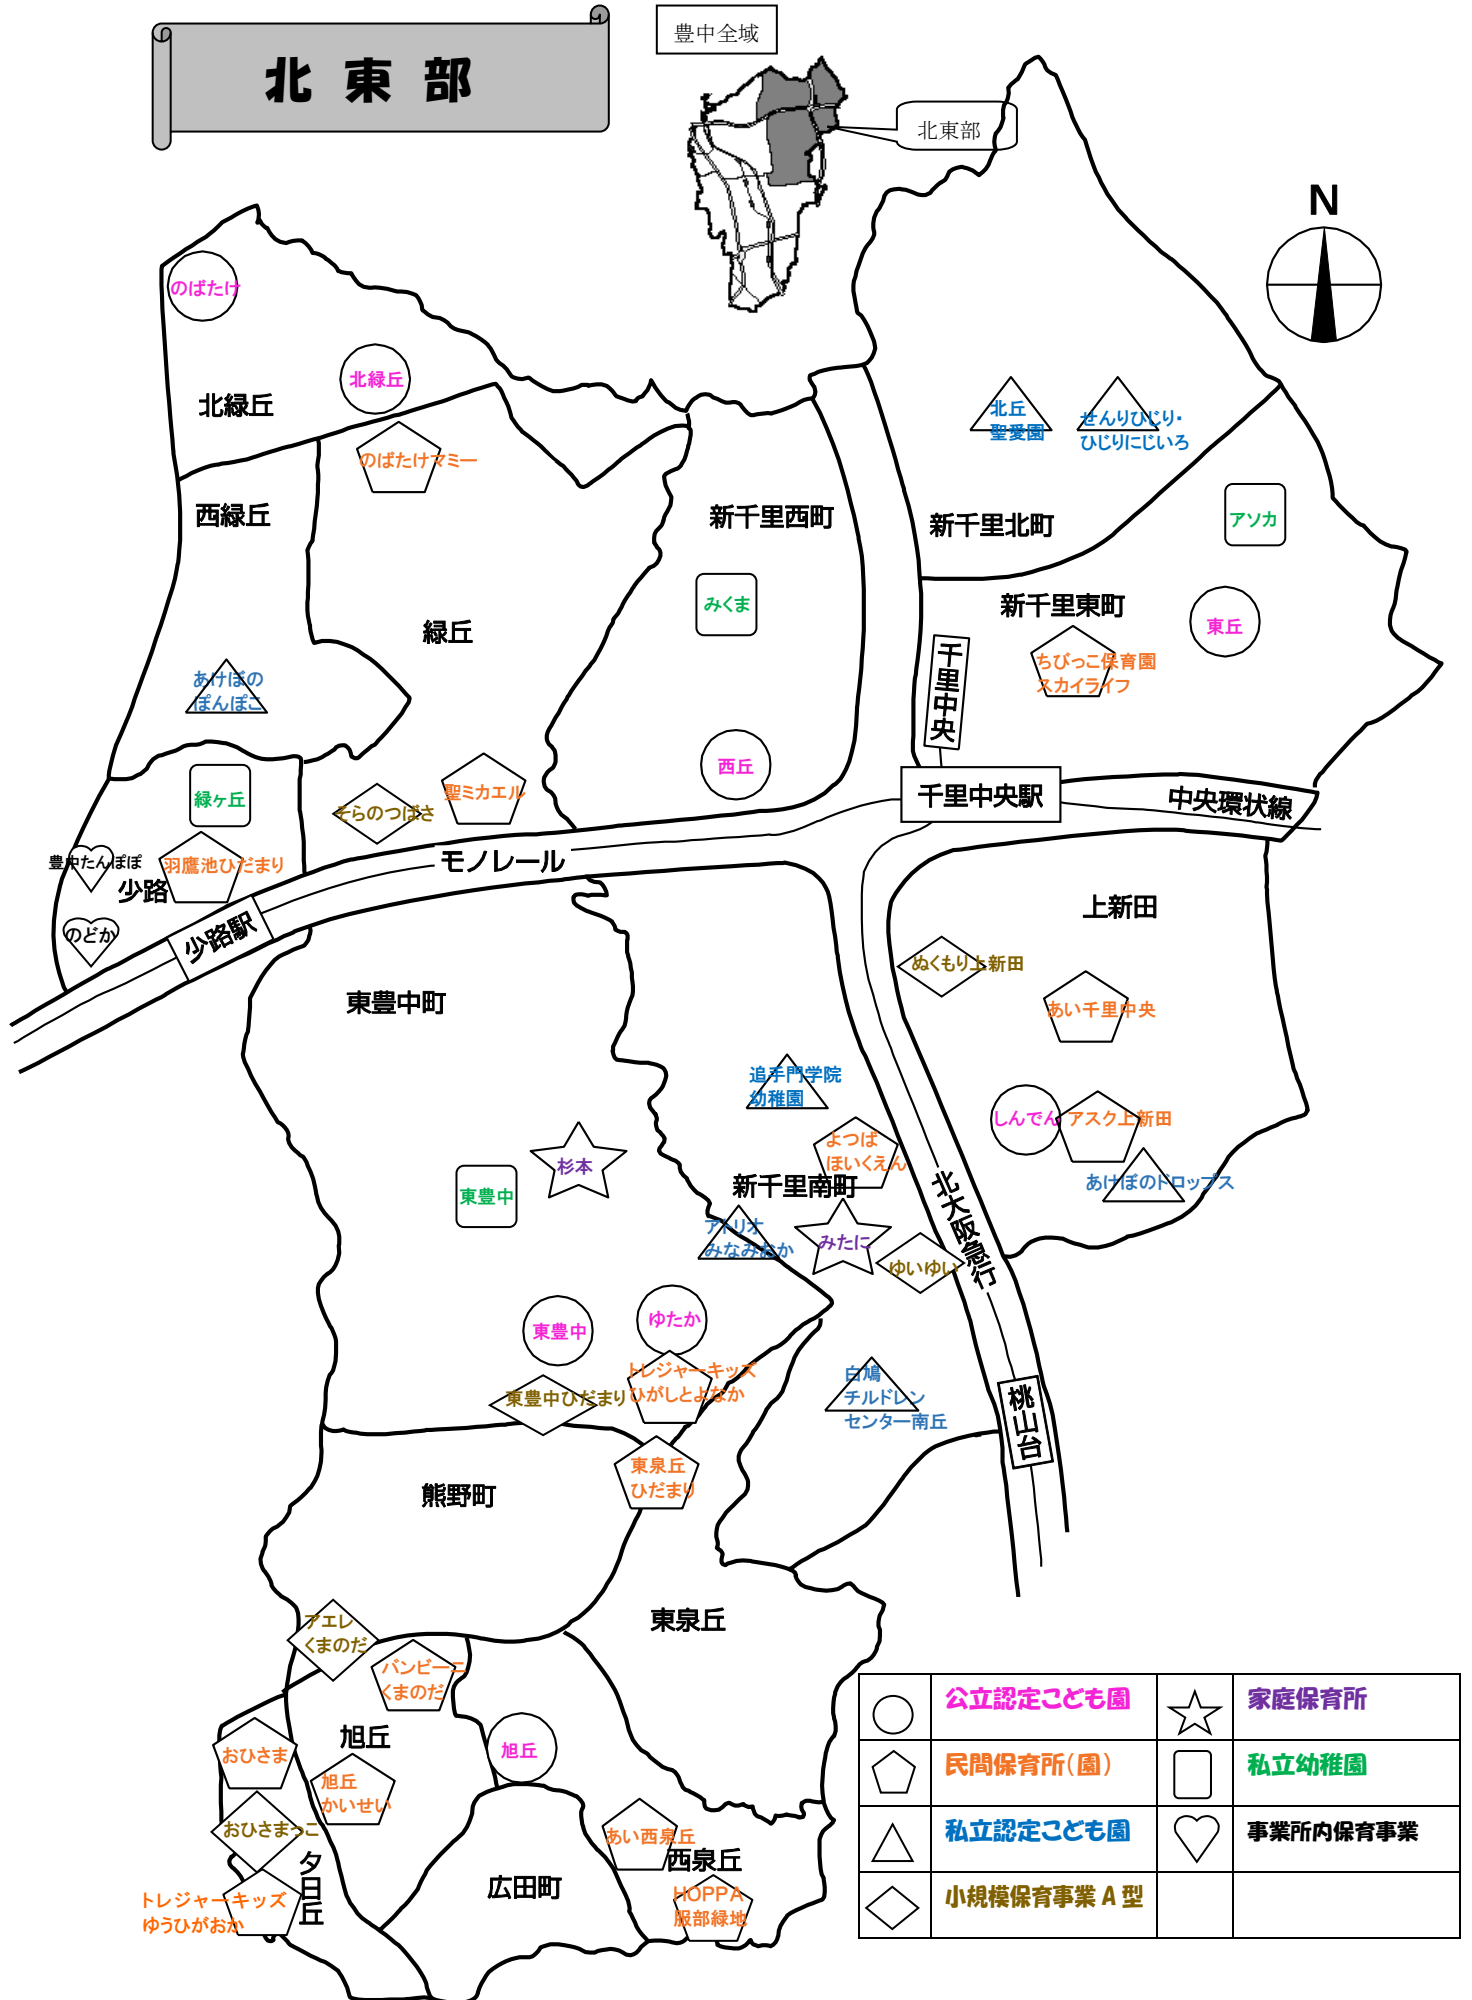 北東部
豊中全域
北東部
N
のばたけ
北緑丘
北緑丘
のばたけマミー
西緑丘
緑丘
新千里西町
みくま
西丘
北丘
聖愛園
せんりひじり・
ひじりにじいろ
新千里北町
アソカ
新千里東町
東丘
ちびっこ保育園
スカイライフ
千里中央
千里中央駅
中央環状線
あけぼの
ぽんぽこ
緑ヶ丘
そらのつばさ
聖ミカエル
豊中たんぽぽ
羽鷹池ひだまり
少路
のどか
少路駅
モノレール
上新田
ぬくもり上新田
あい千里中央
しんでん
アスク上新田
あけぼのドロップス
東豊中町
追手門学院
幼稚園
よつば
ほいくえん
新千里南町
杉本
東豊中
アトリオ
みなみおか
みたに
ゆいゆい
北大阪急行
東豊中
ゆたか
トレジャーキッズ
ひがしとよなか
東豊中ひだまり
白鳩
チルドレン
センター南丘
桃山台
東泉丘
ひだまり
熊野町
東泉丘
アエレ
くまのだ
バンビーニ
くまのだ
旭丘
旭丘
おひさま
旭丘
かいせい
おひさまっこ
夕日丘
トレジャーキッズ
ゆうひがおか
広田町
あい西泉丘
西泉丘
HOPPA
服部緑地
公立認定こども園
家庭保育所
民間保育所(園)
私立幼稚園
私立認定こども園
事業所内保育事業
小規模保育事業A型